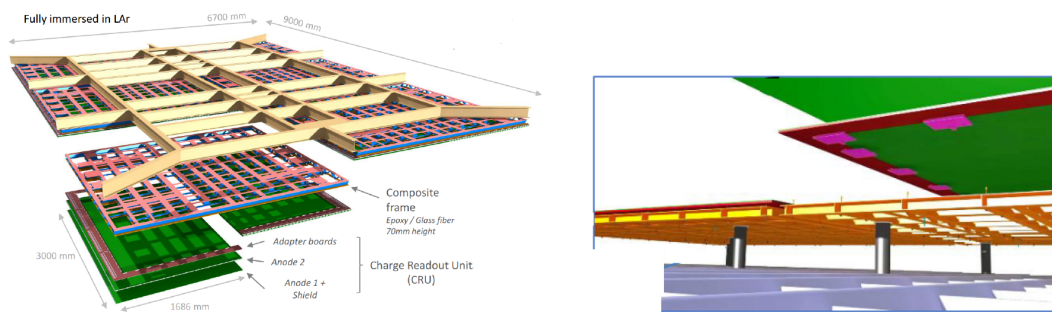 Fully immersed in LAr
6700 mm
9000 mm
Composite
frame
Epoxy / Glass fiber
70mm height
Adapter boards
Anode 2
Charge Readout Unit
(CRU)
Anode 1 +
Shield
3000 mm
1686 mm